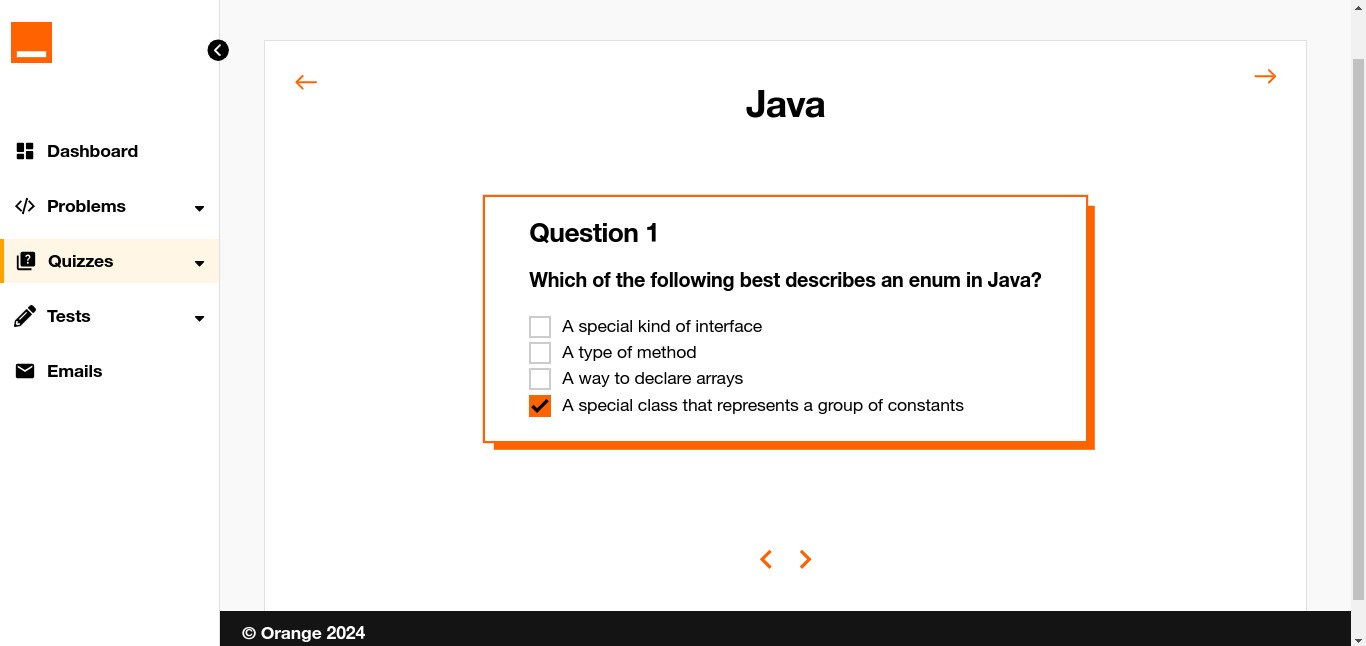 Dashboard
Problems
Quizzes
Tests
Emails
Java
Question 1
Which of the following best describes an enum in Java?
A special kind of interface
A type of method
A way to declare arrays
A special class that represents a group of constants
© Orange 2024